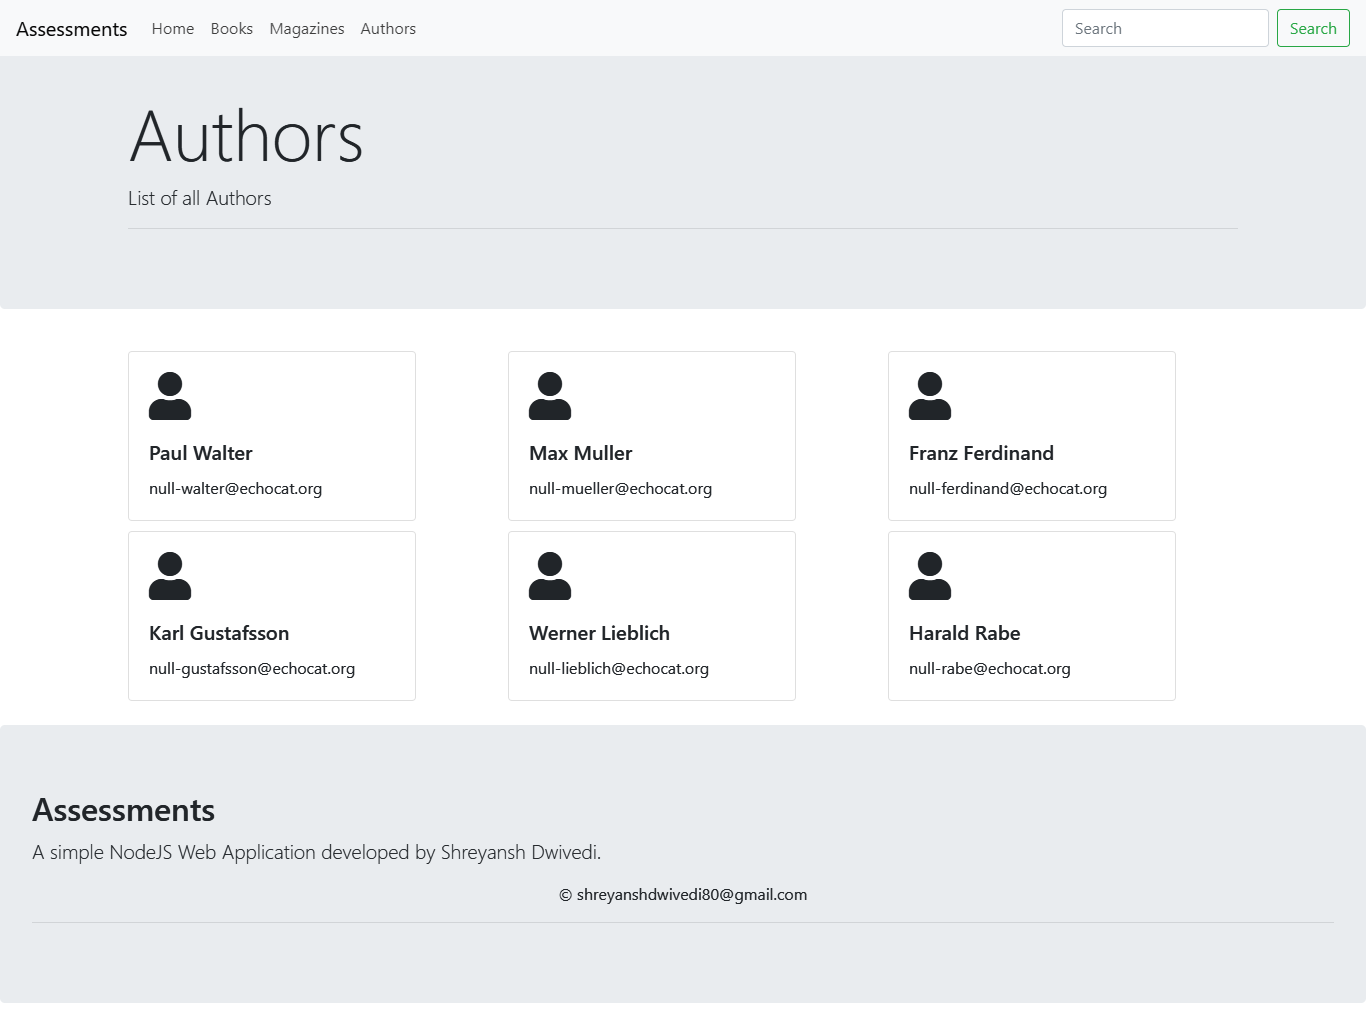 Assessments Home Books Magazines Authors Search Search
Authors
List of all Authors
Paul Walter
null-walter@echocat.org
Max Muller
null-mueller@echocat.org
Franz Ferdinand
null-ferdinand@echocat.org
Karl Gustafsson
null-gustafsson@echocat.org
Werner Lieblich
null-lieblich@echocat.org
Harald Rabe
null-rabe@echocat.org
Assessments
A simple NodeJS Web Application developed by Shreyansh Dwivedi.
© shreyanshdwivedi80@gmail.com